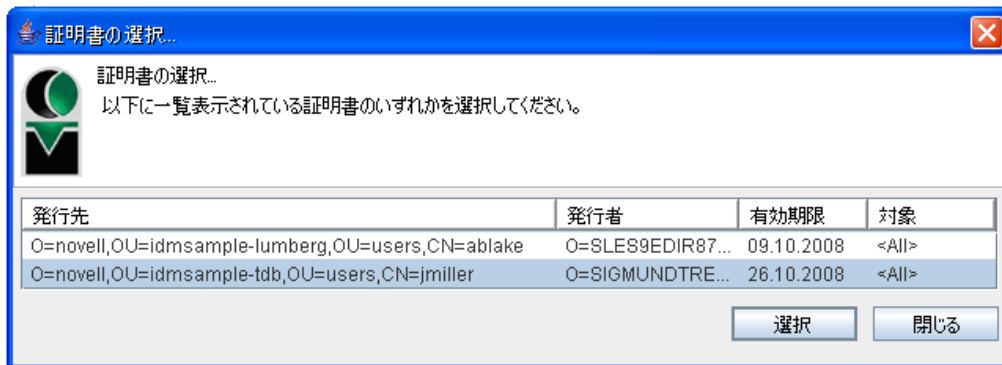 証明書の選択...
証明書の選択...
以下に一覧表示されている証明書のいずれかを選択してください。
発行先 発行者 有効期限 対象
O=novell,OU=idmsample-lumberg,OU=users,CN=ablake O=SLES9EDIR87... 09.10.2008 <All>
O=novell,OU=idmsample-tdb,OU=users,CN=jmiller O=SIGMUNDTRE... 26.10.2008 <All>
選択 閉じる